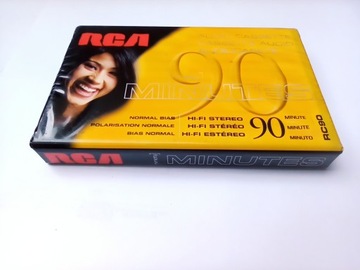 RCA
90
MINUTES
NORMAL BIAS HI-FI STEREO
POLARISATION NORMALE HI-FI STÉRÉO
BIAS NORMAL HI-FI ESTÉREO
90 MINUTE
MINUTE
MINUTO
RC90
RCA
MINUTES